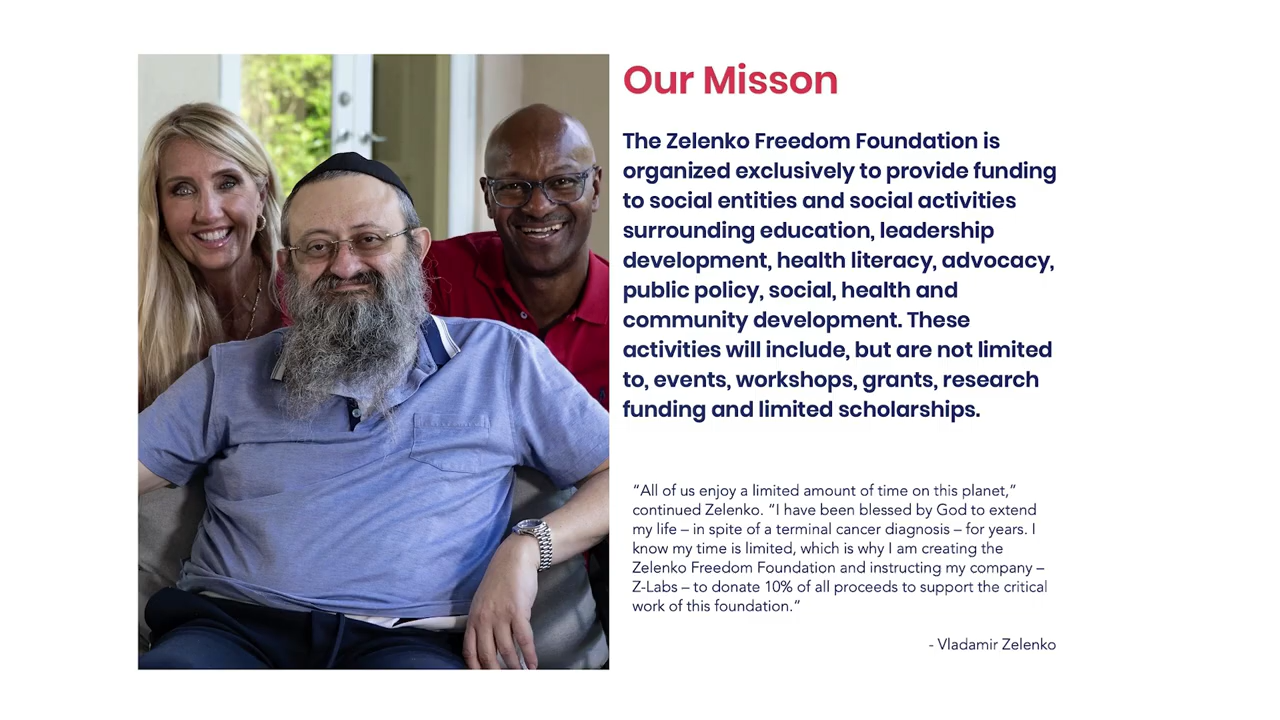 Our Misson
The Zelenko Freedom Foundation is
organized exclusively to provide funding
to social entities and social activities
surrounding education, leadership
development, health literacy, advocacy,
public policy, social, health and
community development. These
activities will include, but are not limited
to, events, workshops, grants, research
funding and limited scholarships.
“All of us enjoy a limited amount of time on this planet,”
continued Zelenko. “I have been blessed by God to extend
my life – in spite of a terminal cancer diagnosis – for years. I
know my time is limited, which is why I am creating the
Zelenko Freedom Foundation and instructing my company –
Z-Labs – to donate 10% of all proceeds to support the critical
work of this foundation.”
- Vladamir Zelenko